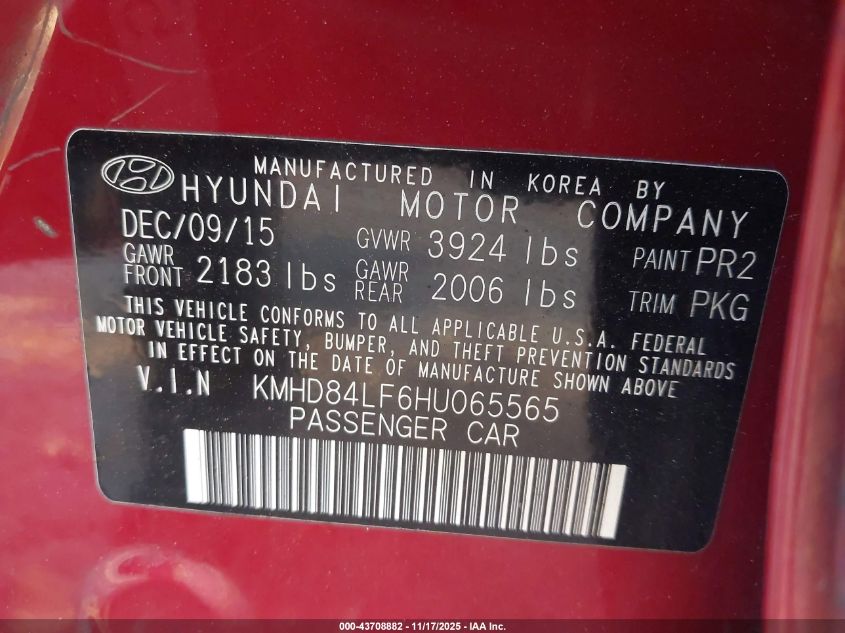 MANUFACTURED IN KOREA BY
HYUNDAI MOTOR COMPANY
DEC/09/15 GVWR 3924 lbs PAINT PR2
GAWR FRONT 2183 lbs GAWR REAR 2006 lbs TRIM PKG
THIS VEHICLE CONFORMS TO ALL APPLICABLE U.S.A. FEDERAL
MOTOR VEHICLE SAFETY, BUMPER, AND THEFT PREVENTION STANDARDS
IN EFFECT ON THE DATE OF MANUFACTURE SHOWN ABOVE.
V.I.N KMHD84LF6HU065565
PASSENGER CAR
000-43708882 - 11/17/2025 - IAA Inc.